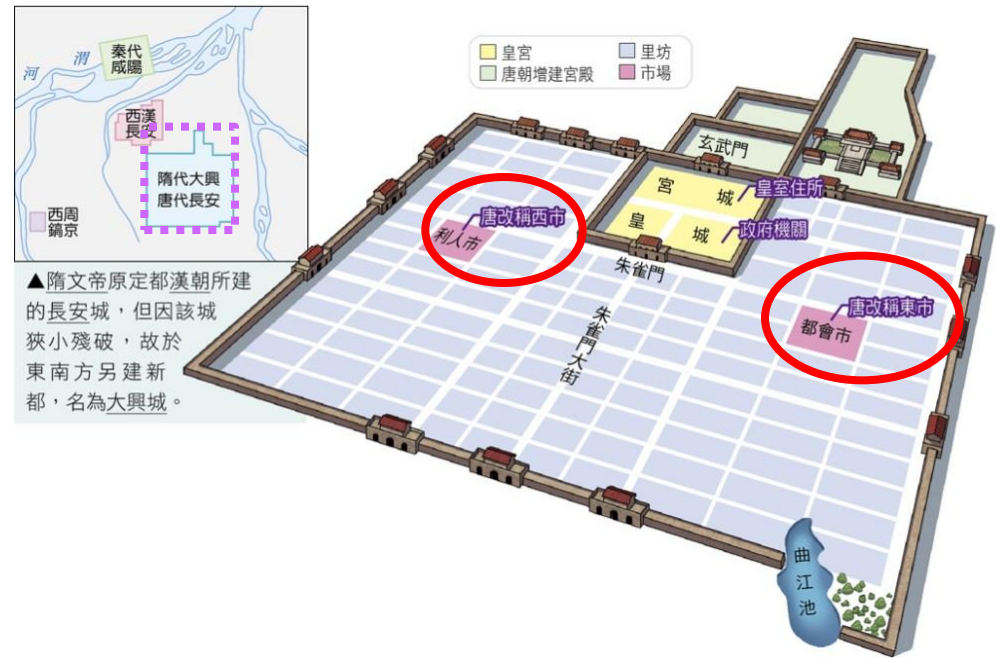 秦代
咸陽
河
渭
西漢
長安
隋代大興
唐代長安
西周
鎬京
▲隋文帝原定都漢朝所建
的長安城,但因該城
狹小殘破,故於
東南方另建新
都,名為大興城。
皇宮
里坊
唐朝增建宮殿
市場
玄武門
宮城
皇室住所
皇城
政府機關
朱雀門
唐改稱西市
利人市
朱雀門大街
唐改稱東市
都會市
曲江池